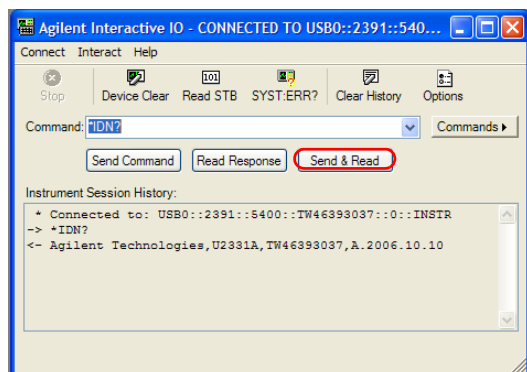 Agilent Interactive IO - CONNECTED TO USB0::2391::540...
Connect Interact Help
Stop Device Clear Read STB SYST:ERR? Clear History Options
Command: *IDN? Commands
Send Command Read Response Send & Read
Instrument Session History:
* Connected to: USB0::2391::5400::TW46393037::0::INSTR
-> *IDN?
<- Agilent Technologies,U2331A,TW46393037,A.2006.10.10